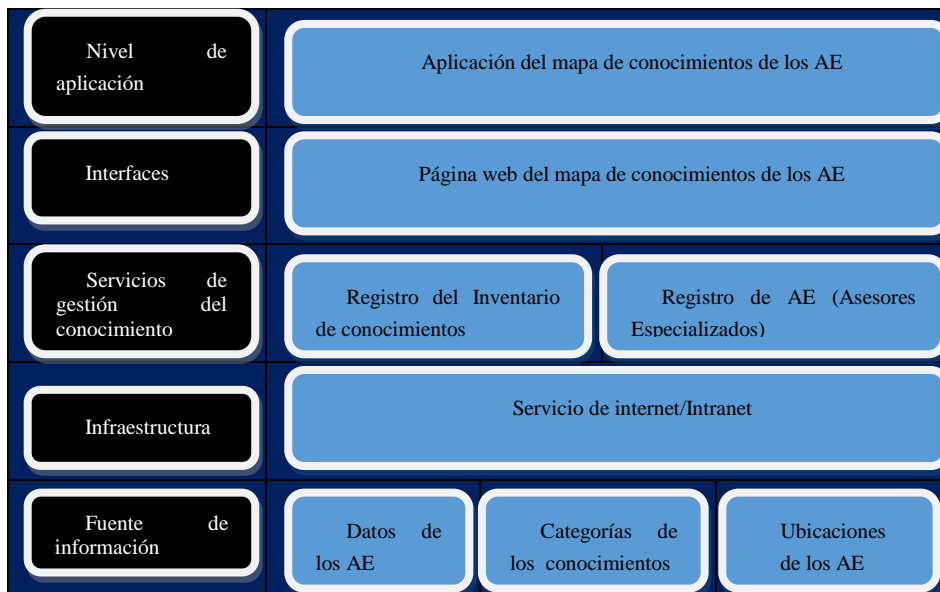 Nivel de
aplicación
Aplicación del mapa de conocimientos de los AE
Interfaces
Página web del mapa de conocimientos de los AE
Servicios de
gestión del
conocimiento
Registro del Inventario
de conocimientos
Registro de AE (Asesores
Especializados)
Infraestructura
Servicio de internet/Intranet
Fuente de
información
Datos de
los AE
Categorías de
los conocimientos
Ubicaciones
de los AE